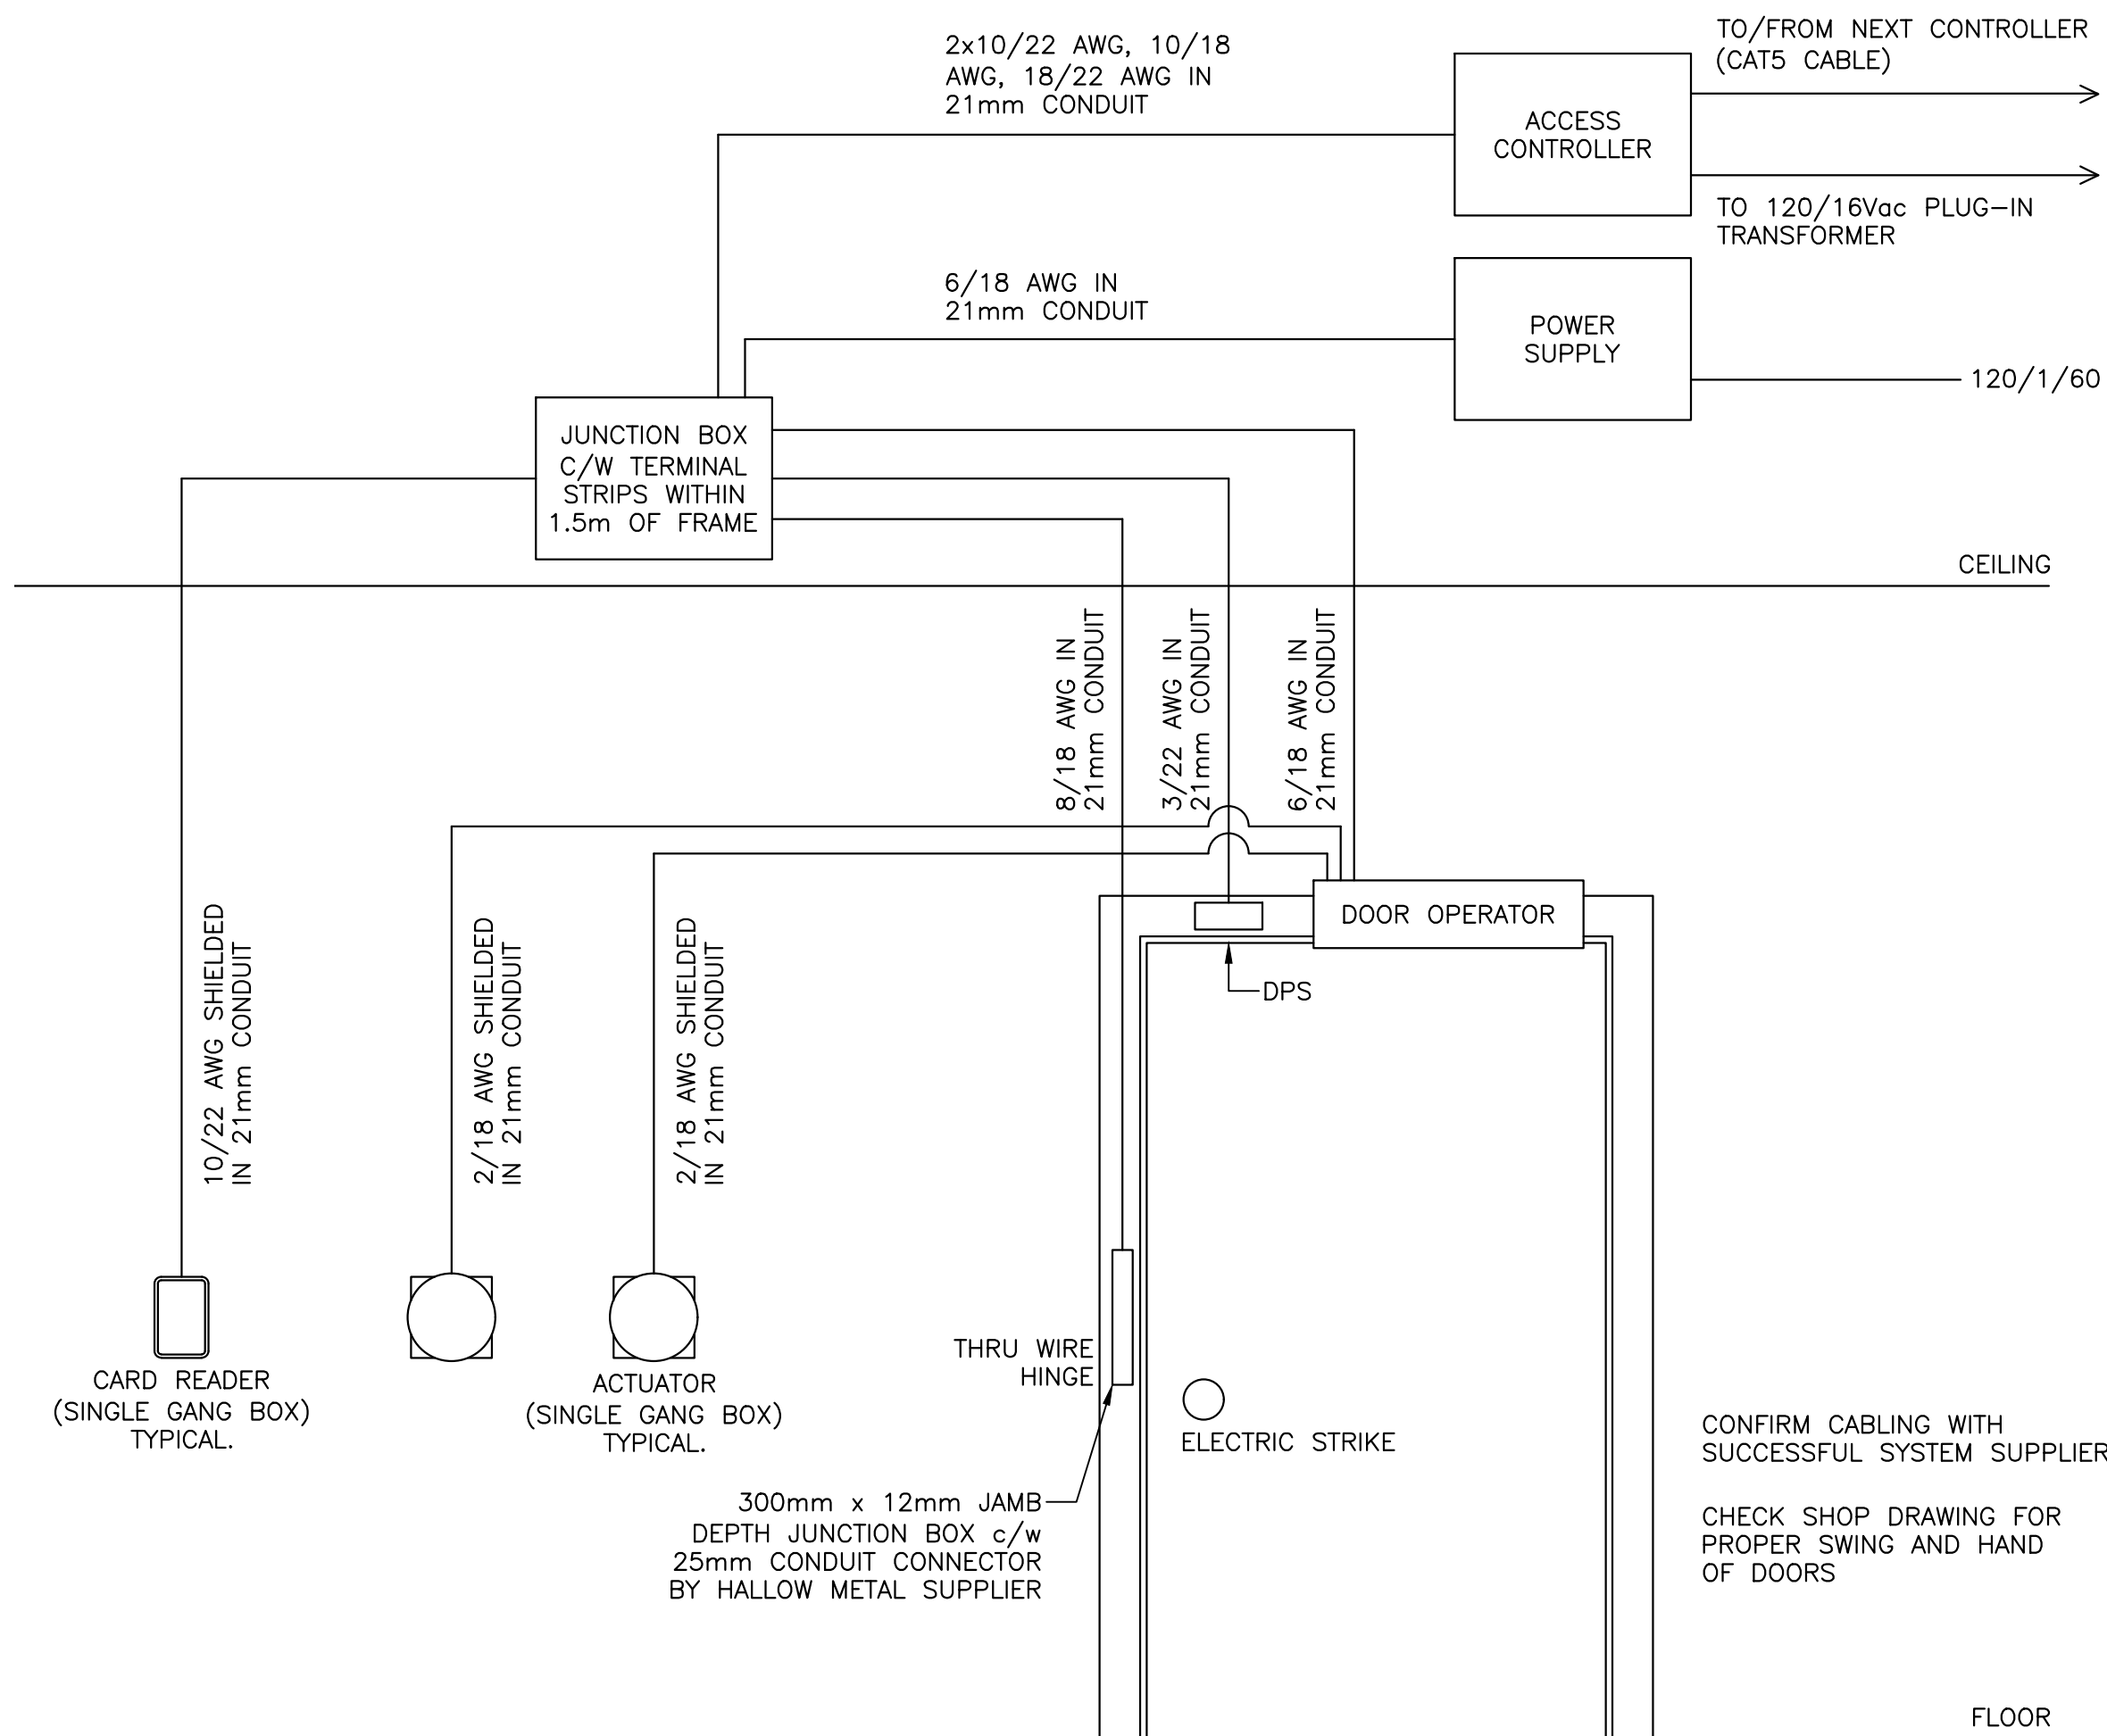 2x10/22 AWG, 10/18
AWG, 18/22 AWG IN
21mm CONDUIT
ACCESS
CONTROLLER
TO/FROM NEXT CONTROLLER
(CAT5 CABLE)
TO 120/16Vac PLUG-IN
TRANSFORMER
6/18 AWG IN
21mm CONDUIT
POWER
SUPPLY
120/1/60
JUNCTION BOX
C/W TERMINAL
STRIPS WITHIN
1.5m OF FRAME
CEILING
8/18 AWG IN
21mm CONDUIT
3/22 AWG IN
21mm CONDUIT
6/18 AWG IN
21mm CONDUIT
DOOR OPERATOR
DPS
10/22 AWG SHIELDED
IN 21mm CONDUIT
2/18 AWG SHIELDED
IN 21mm CONDUIT
2/18 AWG SHIELDED
IN 21mm CONDUIT
CARD READER
(SINGLE GANG BOX)
TYPICAL.
ACTUATOR
(SINGLE GANG BOX)
TYPICAL.
THRU WIRE
HINGE
ELECTRIC STRIKE
300mm x 12mm JAMB
DEPTH JUNCTION BOX c/w
25mm CONDUIT CONNECTOR
BY HALLOW METAL SUPPLIER
CONFIRM CABLING WITH
SUCCESSFUL SYSTEM SUPPLIER
CHECK SHOP DRAWING FOR
PROPER SWING AND HAND
OF DOORS
FLOOR